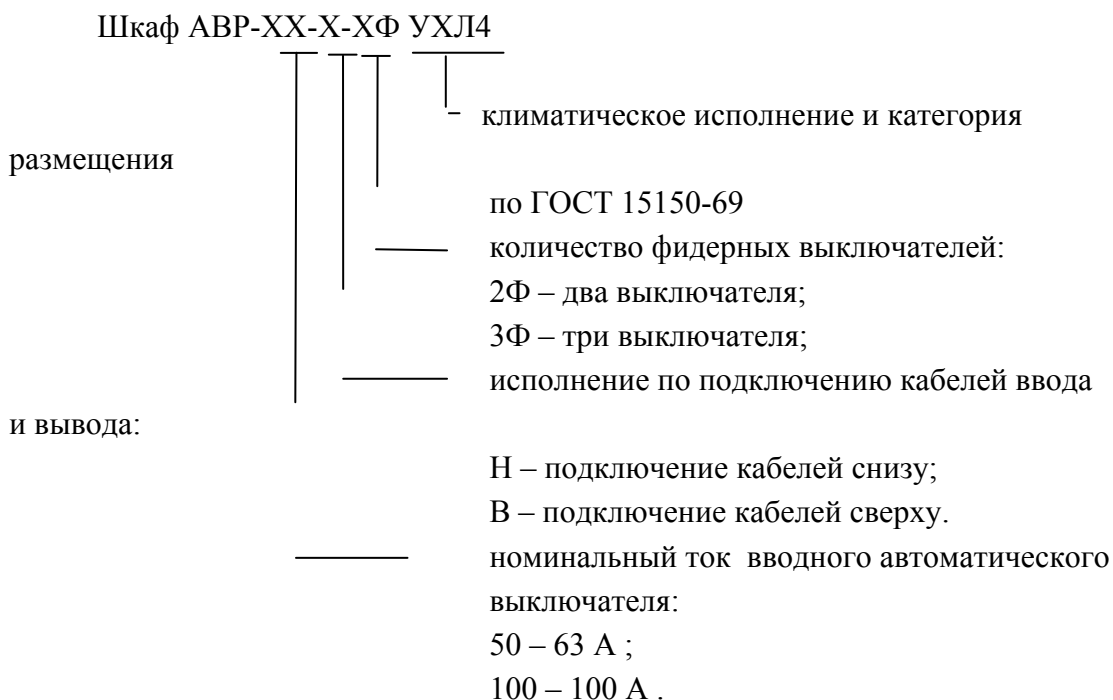 Шкаф АВР-ХХ-Х-ХФ УХЛ4
климатическое исполнение и категория
размещения
по ГОСТ 15150-69
количество фидерных выключателей:
2Ф – два выключателя;
3Ф – три выключателя;
исполнение по подключению кабелей ввода
и вывода:
Н – подключение кабелей снизу;
В – подключение кабелей сверху.
номинальный ток вводного автоматического
выключателя:
50 – 63 А ;
100 – 100 А .